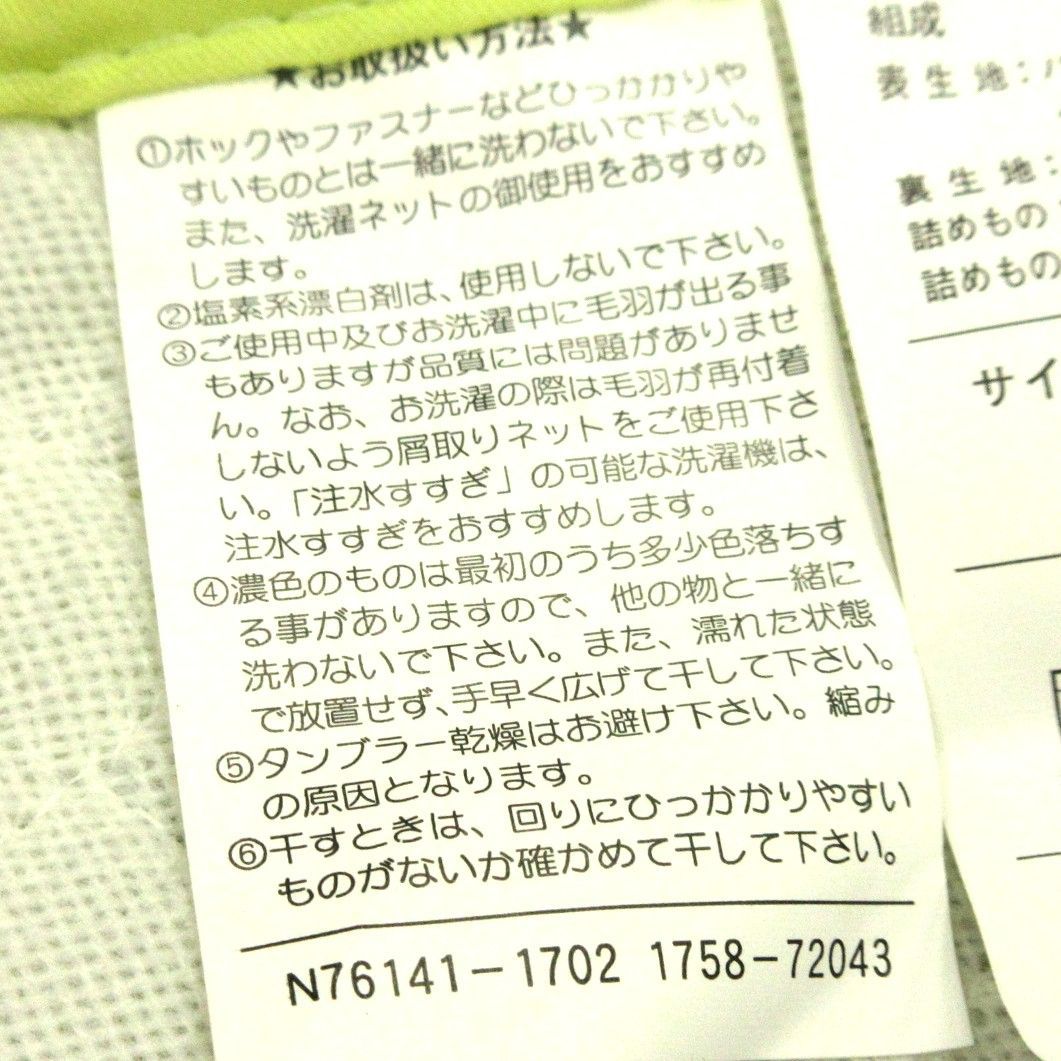 ★お取扱い方法★
①ホックやファスナーなどひっかかりや
すいものとは一緒に洗わないで下さい。
また、洗濯ネットの御使用をおすすめ
します。
②塩素系漂白剤は、使用しないで下さい。
③ご使用中及びお洗濯中に毛羽が出る事
もありますが品質には問題がありませ
ん。なお、お洗濯の際は毛羽が再付着
しないよう屑取りネットをご使用下さ
い。「注水すすぎ」の可能な洗濯機は、
注水すすぎをおすすめします。
④濃色のものは最初のうち多少色落ちす
る事がありますので、他の物と一緒に
洗わないで下さい。また、濡れた状態
で放置せず、手早く広げて干して下さい。
⑤タンブラー乾燥はお避け下さい。縮み
の原因となります。
⑥干すときは、回りにひっかかりやすい
ものがないか確かめて干して下さい。
N76141-1702 1758-72043
組成
表生地:
裏生地:
詰めもの
詰めもの
サイ